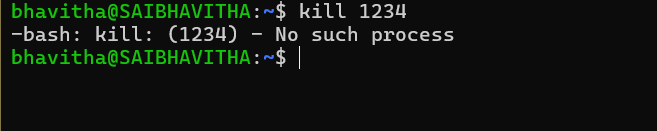 bhavitha@SAIBHAVITHA:~$ kill 1234
-bash: kill: (1234) - No such process
bhavitha@SAIBHAVITHA:~$